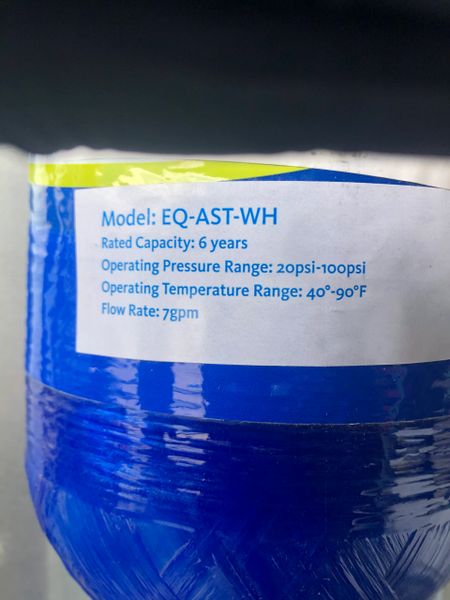 Model: EQ-AST-WH
Rated Capacity: 6 years
Operating Pressure Range: 20psi-100psi
Operating Temperature Range: 40°-90°F
Flow Rate: 7gpm